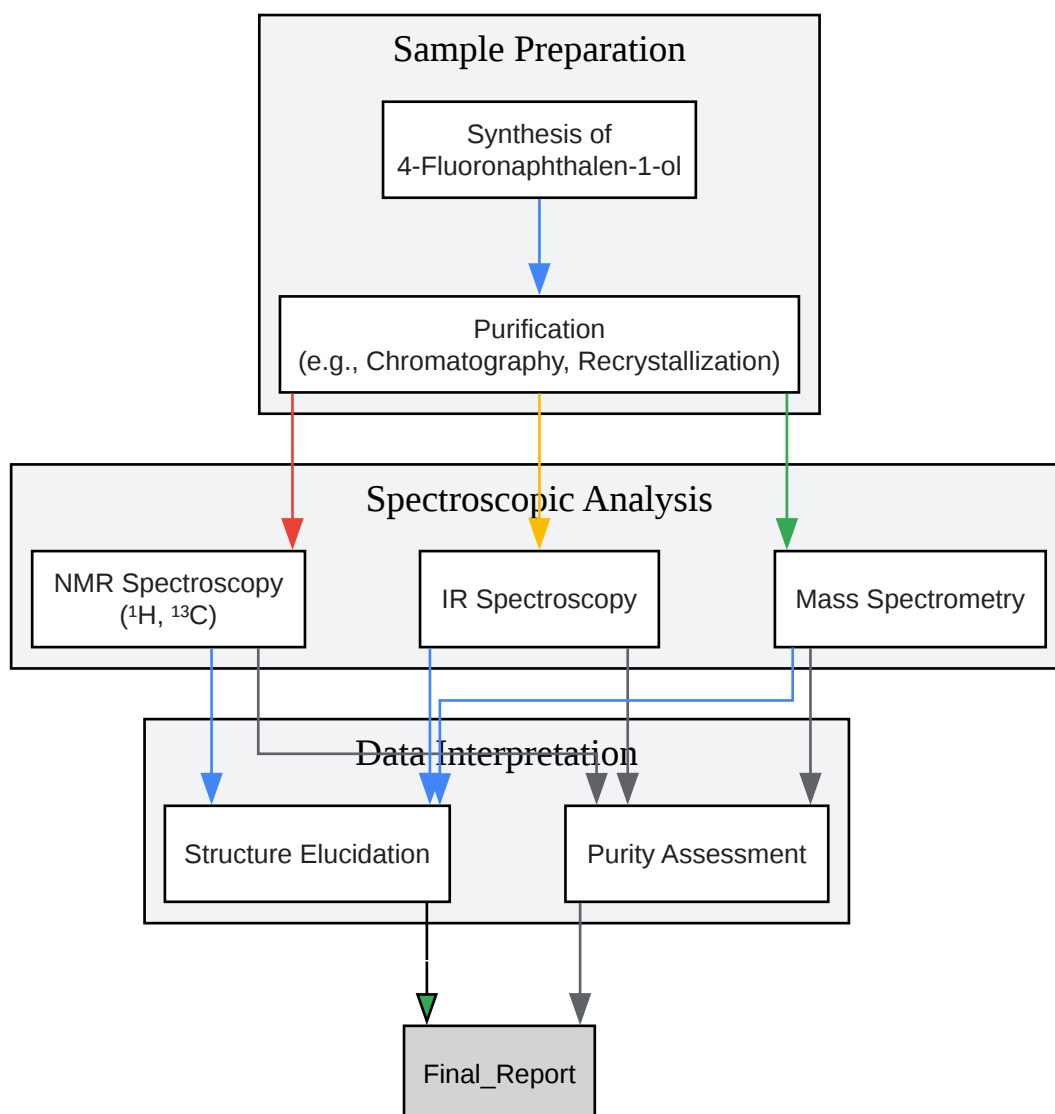 Sample Preparation
Synthesis of
4-Fluoronaphthalen-1-ol
Purification
(e.g., Chromatography, Recrystallization)
Spectroscopic Analysis
NMR Spectroscopy
(¹H, ¹³C)
IR Spectroscopy
Mass Spectrometry
Data Interpretation
Structure Elucidation
Purity Assessment
Final_Report